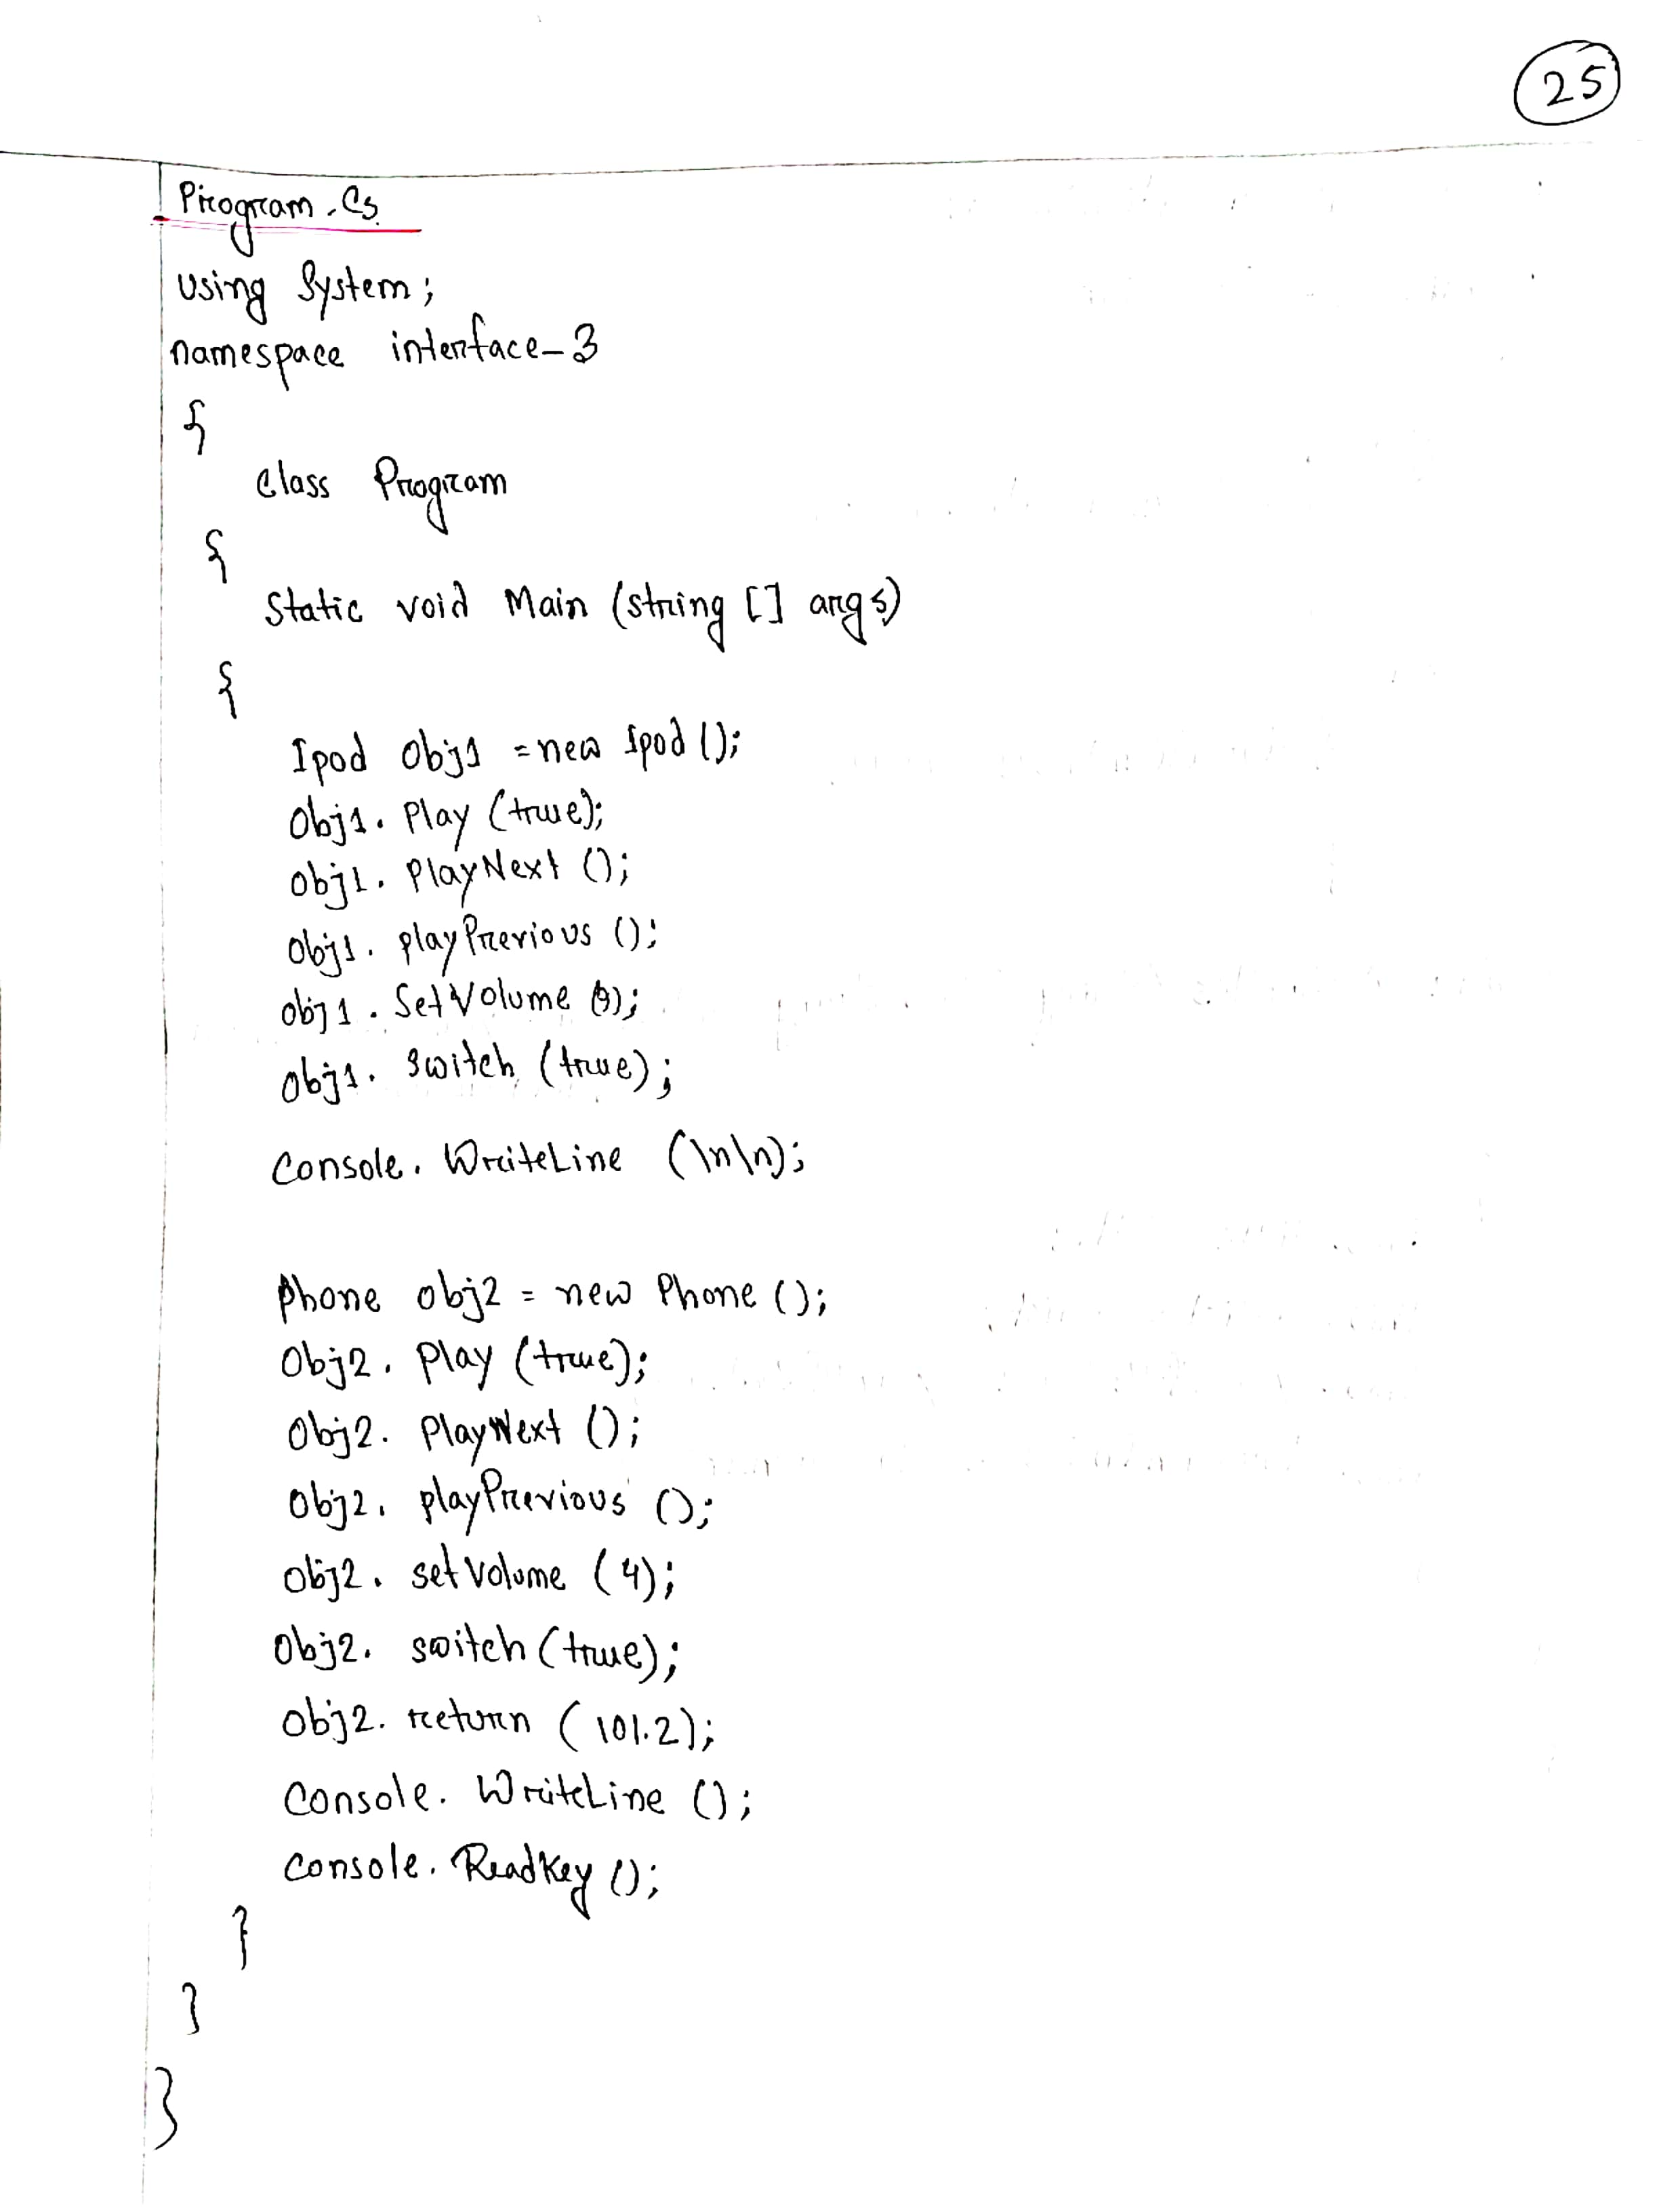 25
Program.Cs
Using System;
namespace interface-3
{
Class Program
{
Static void Main (string [] args)
{
Ipod Obj1 = new Ipod ();
Obj1. Play (true);
Obj1. PlayNext ();
Obj1. playPrevious ();
obj1. SetVolume (9);
Obj1. Switch (true);
Console. WriteLine (\n\n);
Phone obj2 = new Phone ();
Obj2. Play (true);
Obj2. PlayNext ();
Obj2. playPrevious ();
Obj2. setVolume (4);
Obj2. switch (true);
Obj2. return (101.2);
Console. WriteLine ();
Console. ReadKey ();
}
}
}